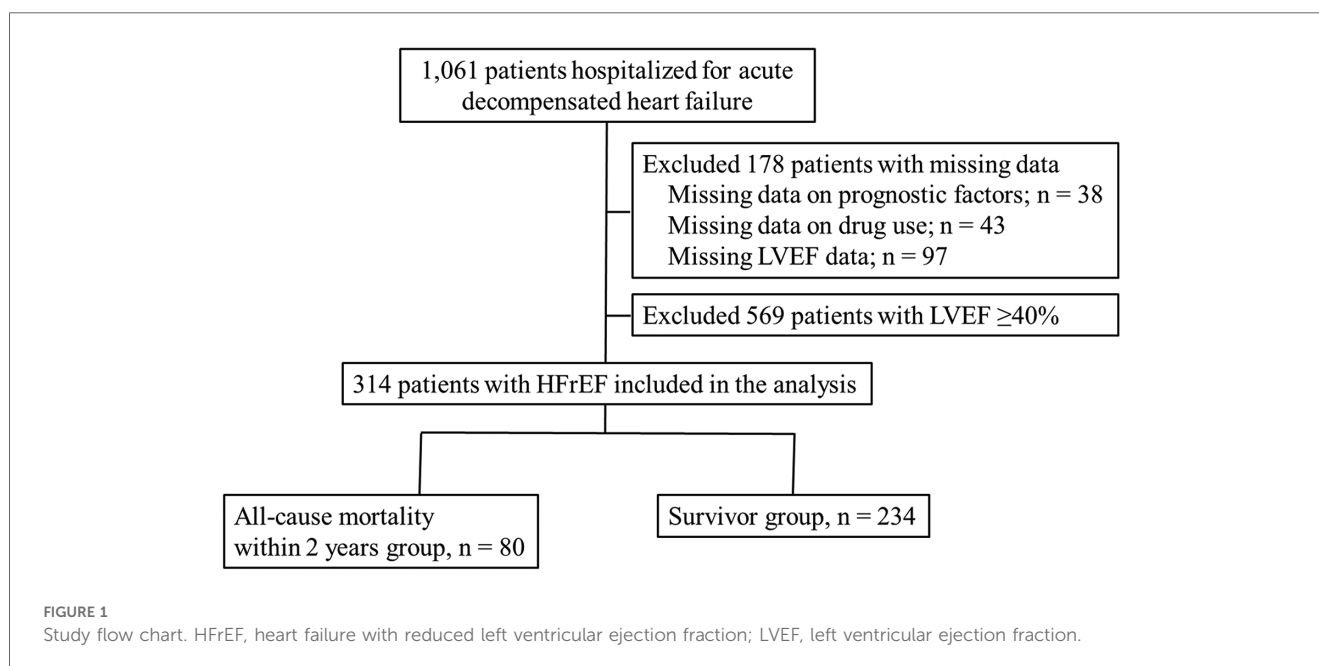 1,061 patients hospitalized for acute
decompensated heart failure
Excluded 178 patients with missing data
Missing data on prognostic factors; n = 38
Missing data on drug use; n = 43
Missing LVEF data; n = 97
Excluded 569 patients with LVEF ≥40%
314 patients with HFrEF included in the analysis
All-cause mortality
within 2 years group, n = 80
Survivor group, n = 234
FIGURE 1
Study flow chart. HFrEF, heart failure with reduced left ventricular ejection fraction; LVEF, left ventricular ejection fraction.